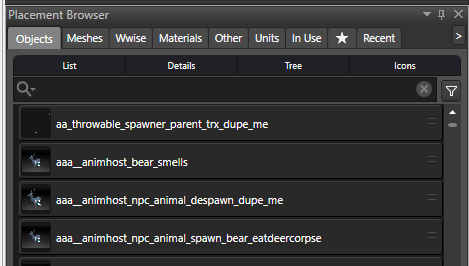 Placement Browser
Objects Meshes Wwise Materials Other Units In Use Recent
List Details Tree Icons
aa_throwable_spawner_parent_trx_dupe_me
aaa__animhost_bear_smells
aaa__animhost_npc_animal_despawn_dupe_me
aaa__animhost_npc_animal_spawn_bear_eatdeercorpse